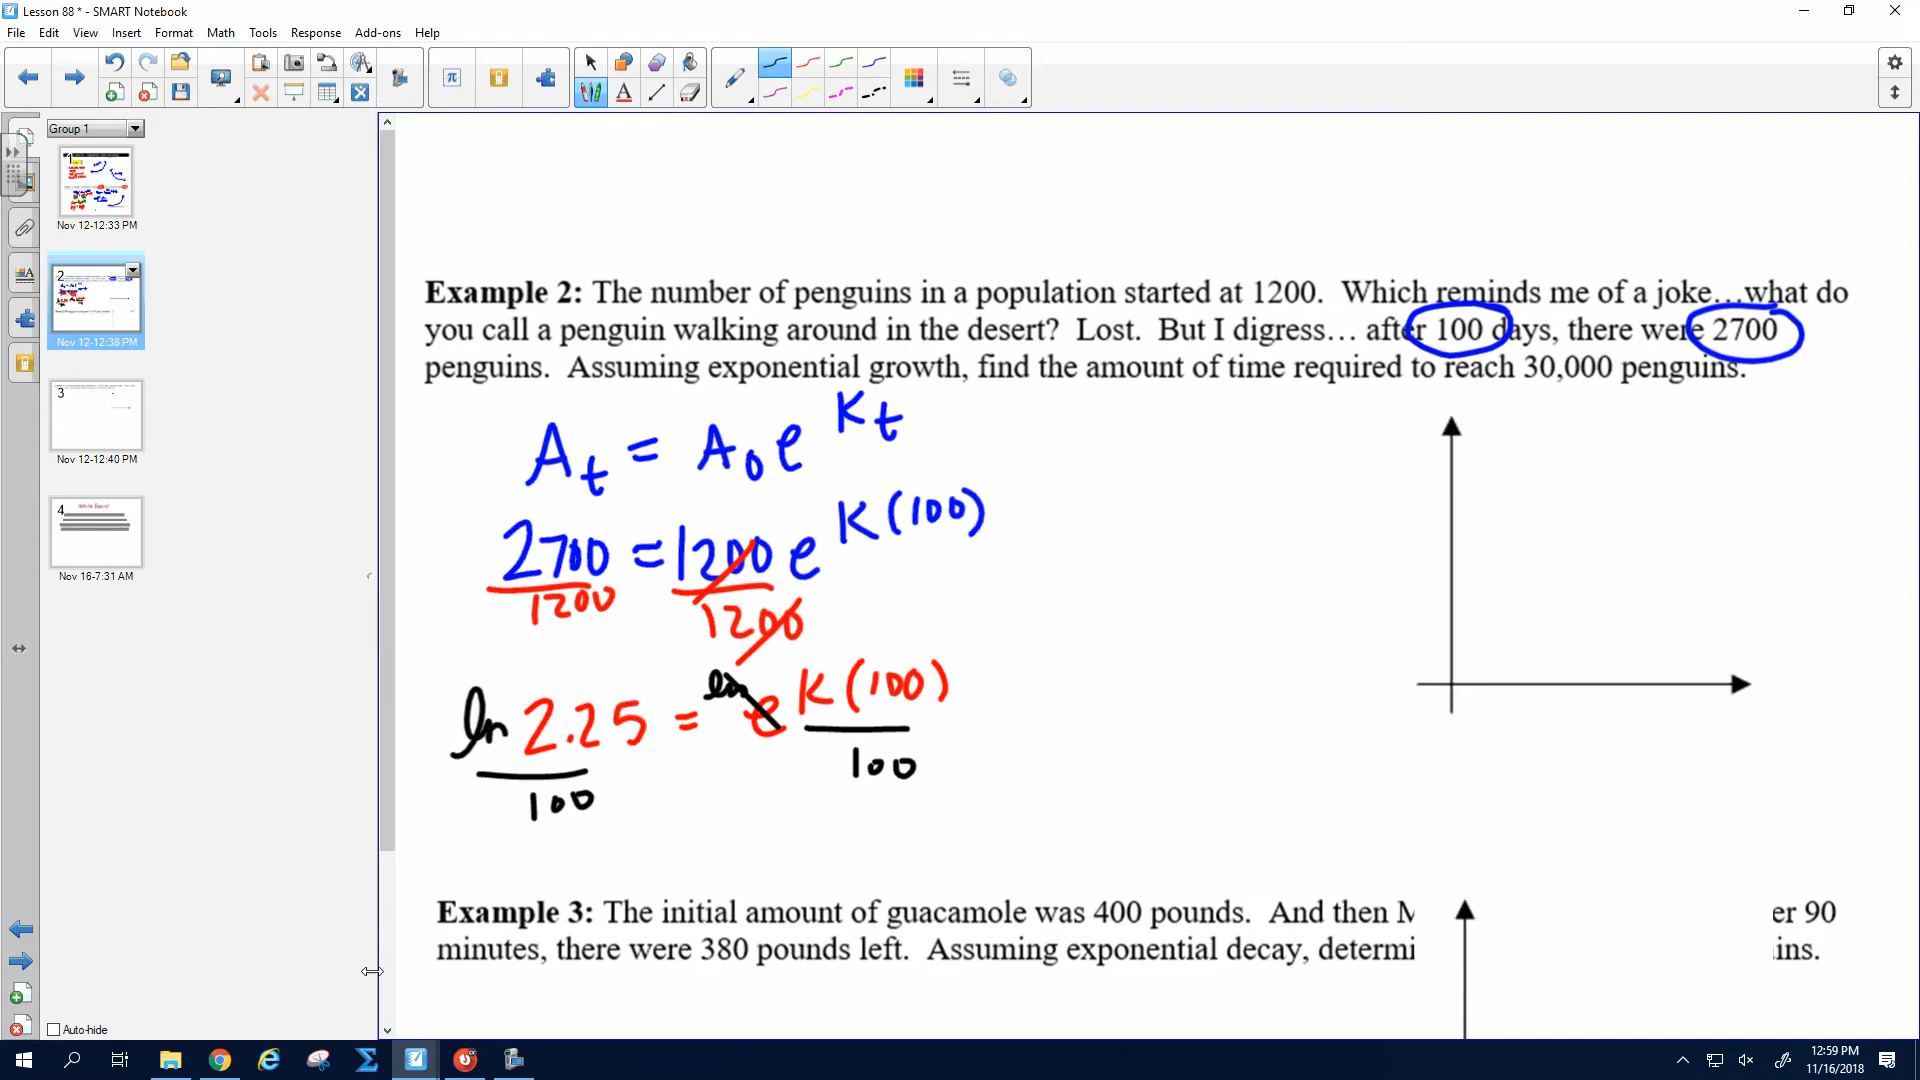 Lesson 88 * - SMART Notebook
File Edit View Insert Format Math Tools Response Add-ons Help
Group 1
1
Nov 12-12:33 PM
2
Nov 12-12:38 PM
3
Nov 12-12:40 PM
4
White Board
Nov 16-7:31 AM
Auto-hide
Example 2: The number of penguins in a population started at 1200. Which reminds me of a joke…what do
you call a penguin walking around in the desert? Lost. But I digress… after 100 days, there were 2700
penguins. Assuming exponential growth, find the amount of time required to reach 30,000 penguins.
At = A0 e Kt
2700 = 1200 e K(100)
1200 1200
ln 2.25 = ln e K(100)
100 100
Example 3: The initial amount of guacamole was 400 pounds. And then M er 90
minutes, there were 380 pounds left. Assuming exponential decay, determi ins.
12:59 PM
11/16/2018